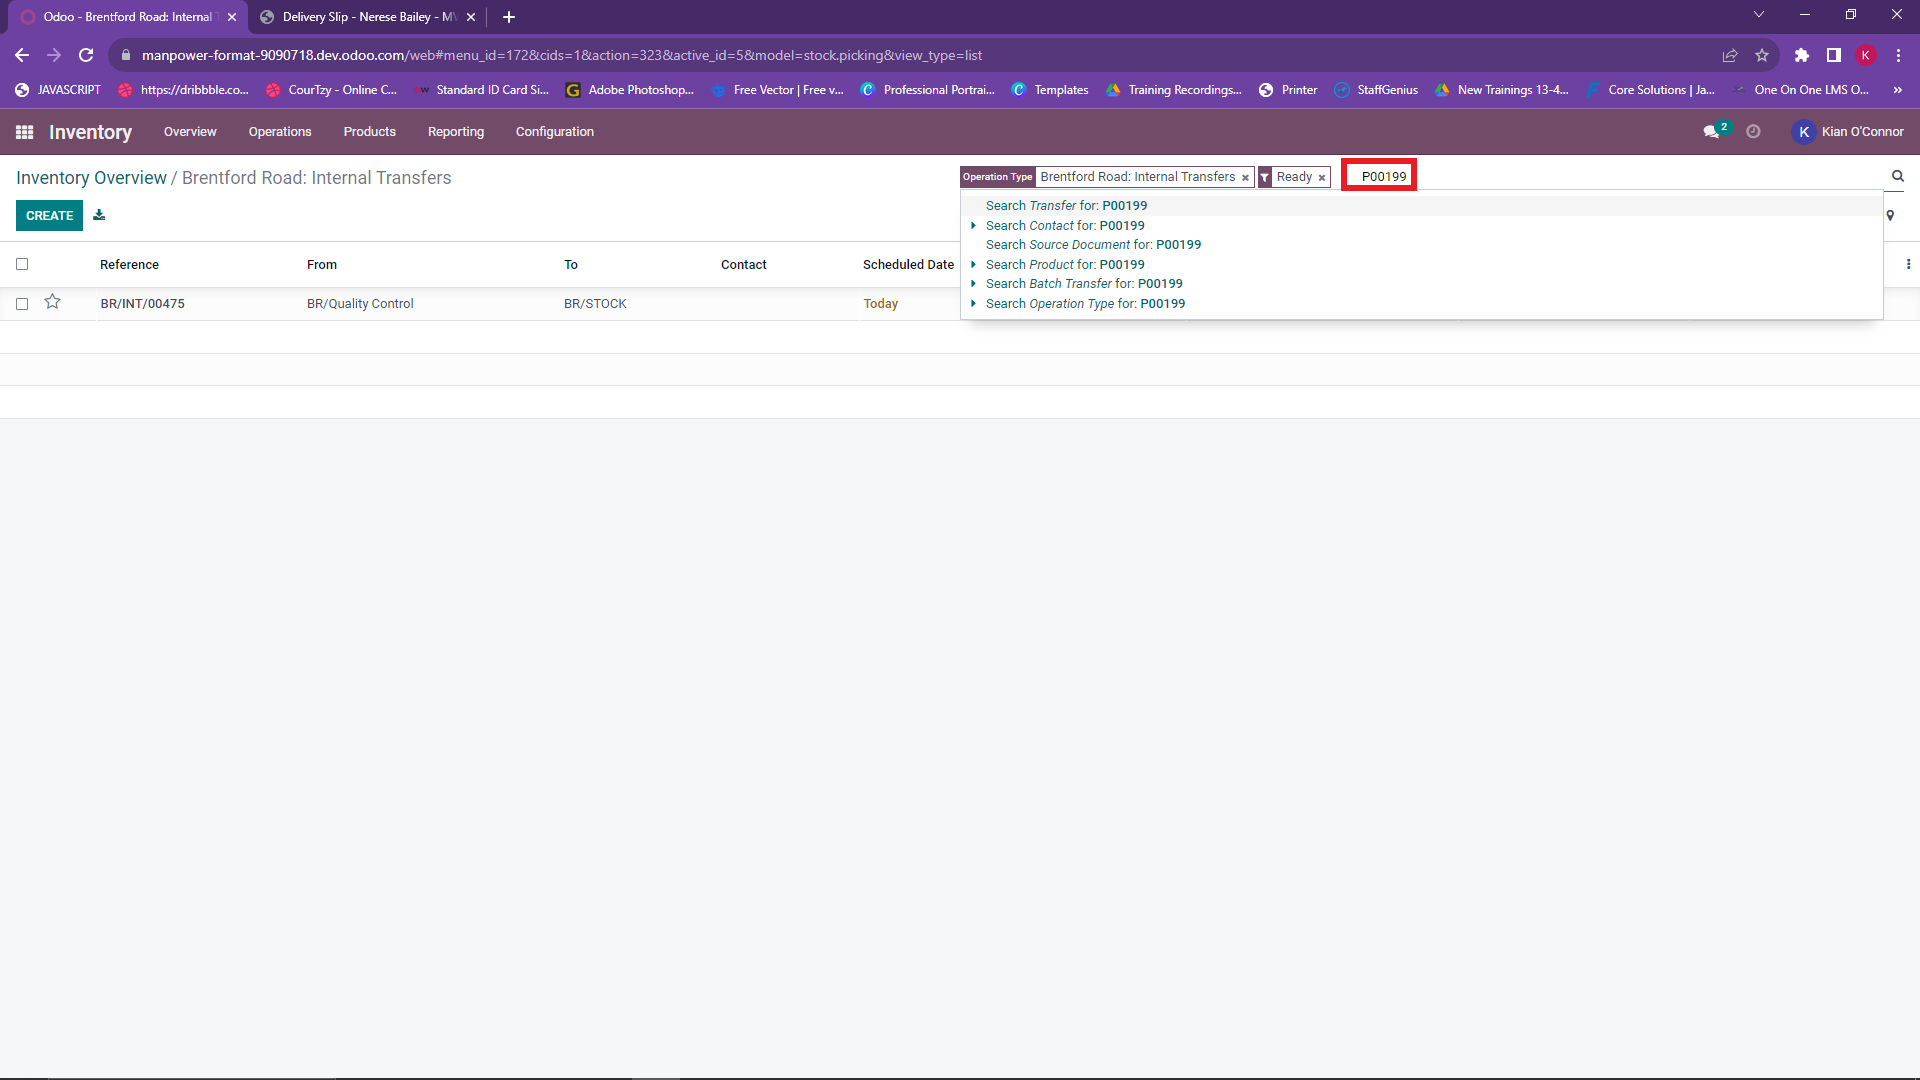 Odoo - Brentford Road: Internal
Delivery Slip - Nerese Bailey - M
manpower-format-9090718.dev.odoo.com/web#menu_id=172&cids=1&action=323&active_id=5&model=stock.picking&view_type=list
K
JAVASCRIPT
https://dribbble.co...
CourTzy - Online C...
Standard ID Card Si...
Adobe Photoshop...
Free Vector | Free v...
Professional Portrai...
Templates
Training Recordings...
Printer
StaffGenius
New Trainings 13-4...
Core Solutions | Ja...
One On One LMS O...
»
Inventory
Overview
Operations
Products
Reporting
Configuration
2
K
Kian O'Connor
Inventory Overview / Brentford Road: Internal Transfers
Operation Type Brentford Road: Internal Transfers ×
Ready ×
P00199
CREATE
Search Transfer for: P00199
Search Contact for: P00199
Search Source Document for: P00199
Search Product for: P00199
Search Batch Transfer for: P00199
Search Operation Type for: P00199
Reference
From
To
Contact
Scheduled Date
BR/INT/00475
BR/Quality Control
BR/STOCK
Today